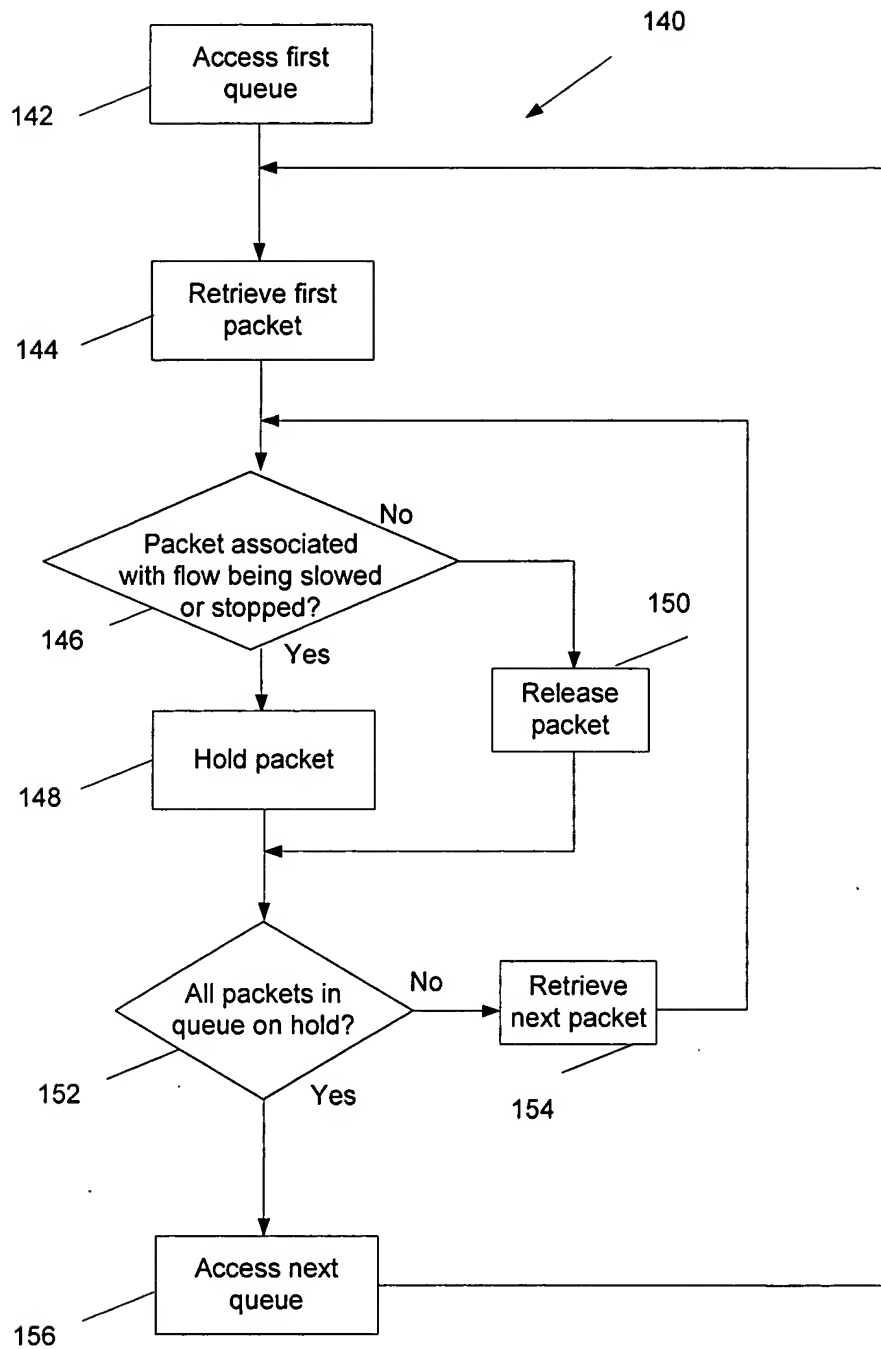 140
Access first
queue
142
Retrieve first
packet
144
No
Packet associated
with flow being slowed
or stopped?
146
Yes
150
Release
packet
Hold packet
148
No
All packets in
queue on hold?
Retrieve
next packet
152
Yes
154
Access next
queue
156